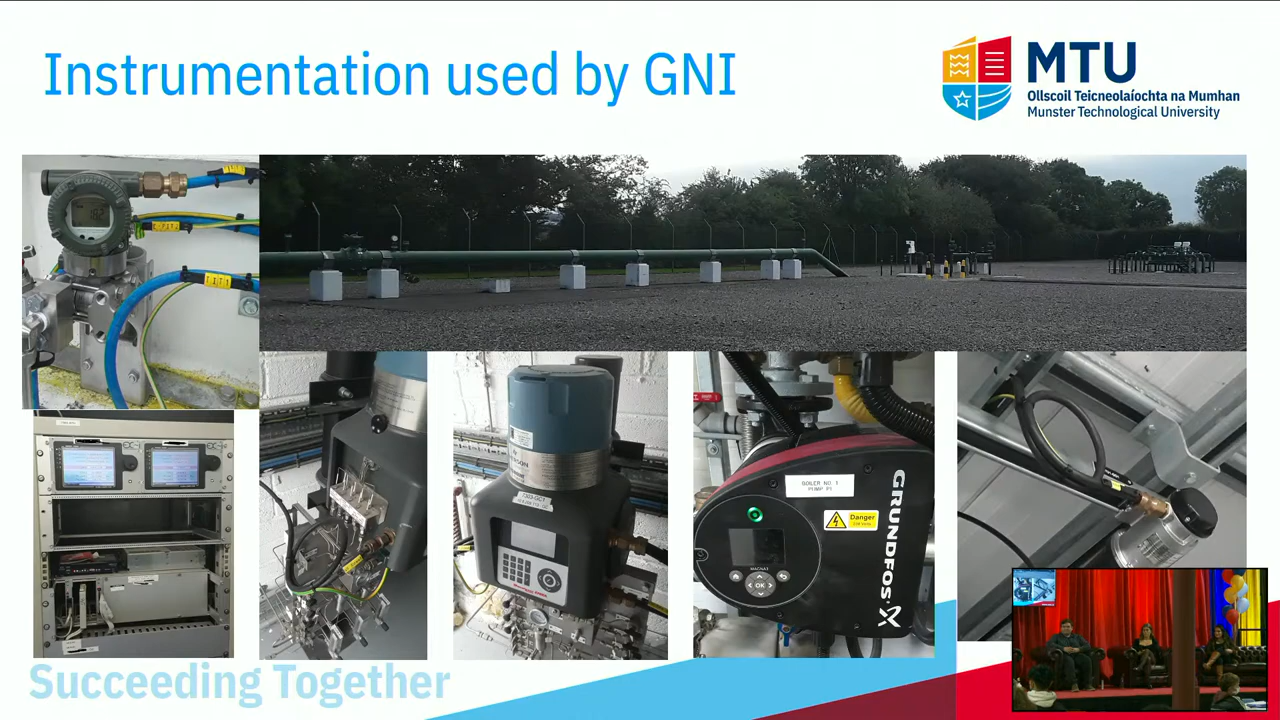 Instrumentation used by GNI
MTU
Ollscoil Teicneolaíochta na Mumhan
Munster Technological University
BOILER NO. 1
PUMP P1
Danger
GRUNDFOS
MAGNA3
OK
Succeeding Together